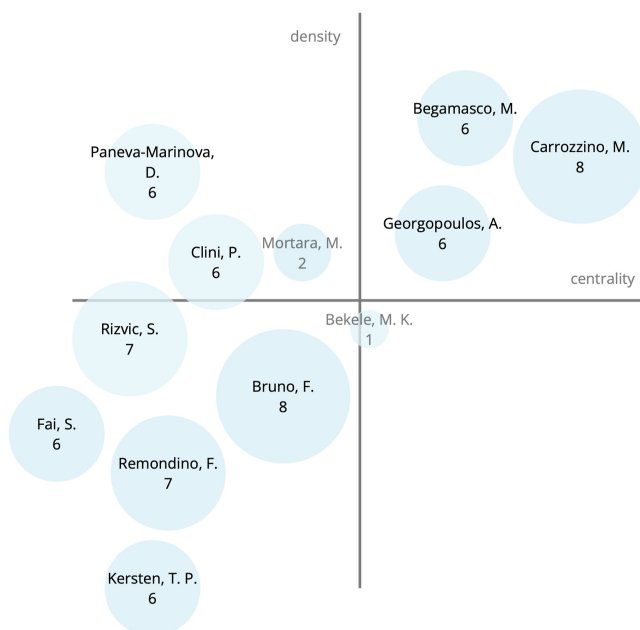 density
Begamasco, M.
6
Carrozzino, M.
8
Paneva-Marinova,
D.
6
Georgopoulos, A.
6
Clini, P.
6
Mortara, M.
2
centrality
Rizvic, S.
7
Bekele, M. K.
1
Bruno, F.
8
Fai, S.
6
Remondino, F.
7
Kersten, T. P.
6